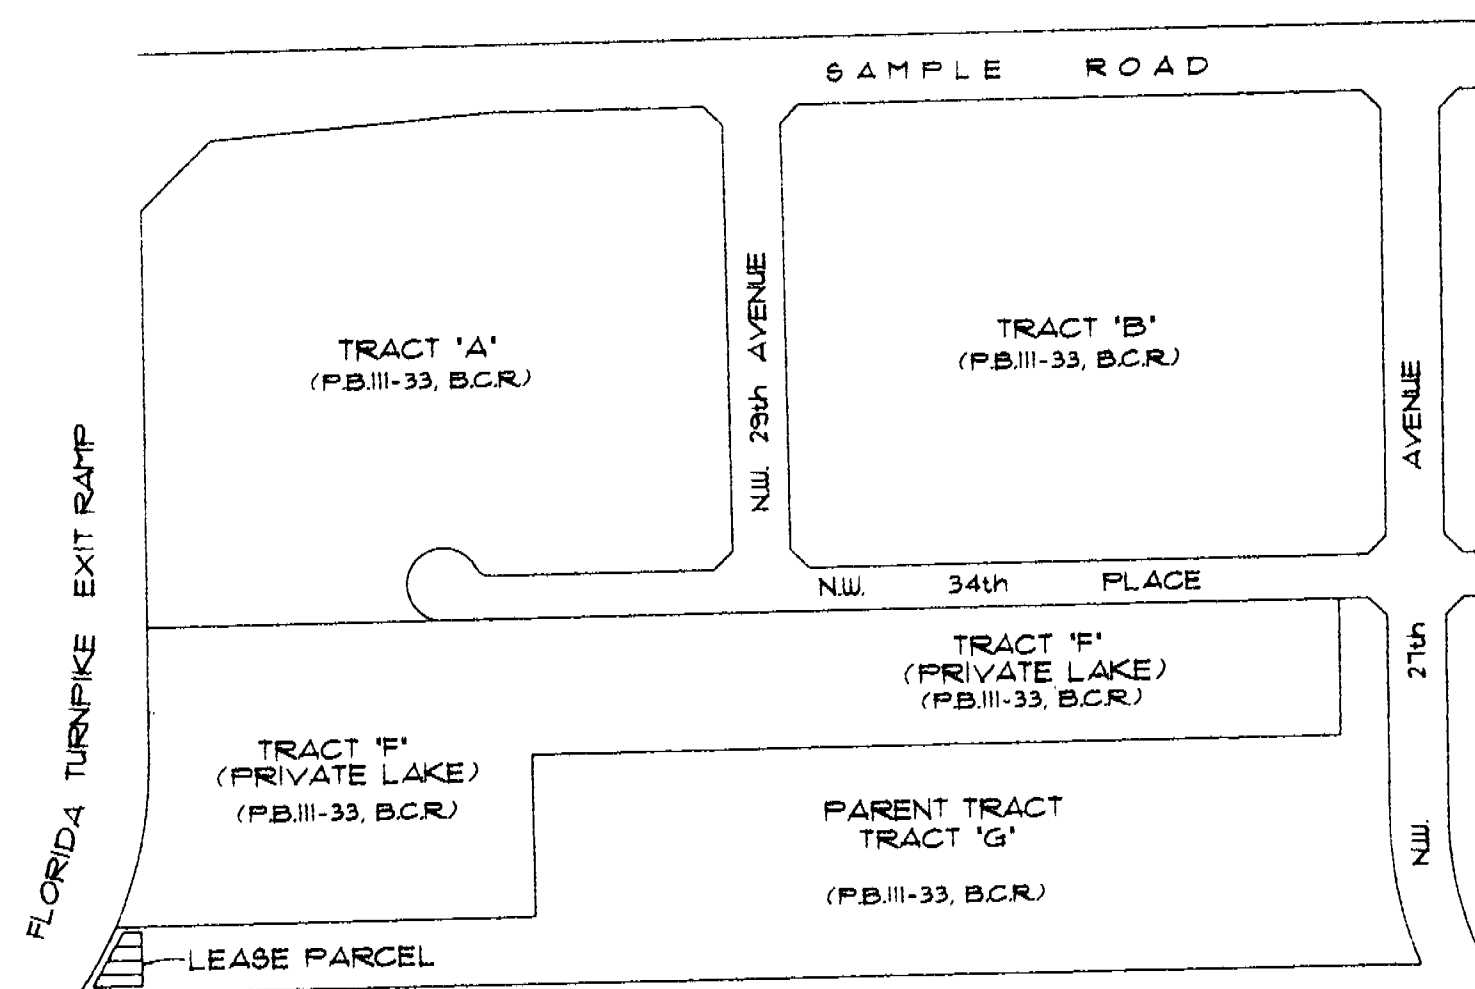 SAMPLE ROAD
TRACT 'A'
(P.B.111-33, B.C.R.)
N.W. 29th AVENUE
TRACT 'B'
(P.B.111-33, B.C.R.)
N.W. 27th AVENUE
FLORIDA TURNPIKE EXIT RAMP
N.W. 34th PLACE
TRACT 'F'
(PRIVATE LAKE)
(P.B.111-33, B.C.R.)
TRACT 'F'
(PRIVATE LAKE)
(P.B.111-33, B.C.R.)
PARENT TRACT
TRACT 'G'
(P.B.111-33, B.C.R.)
LEASE PARCEL